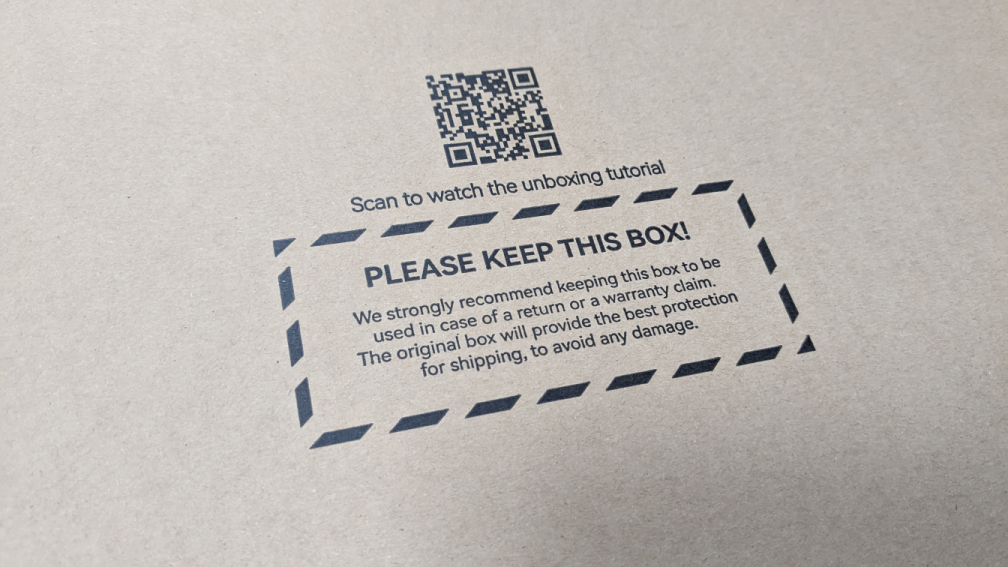 Scan to watch the unboxing tutorial
PLEASE KEEP THIS BOX!
We strongly recommend keeping this box to be
used in case of a return or a warranty claim.
The original box will provide the best protection
for shipping, to avoid any damage.